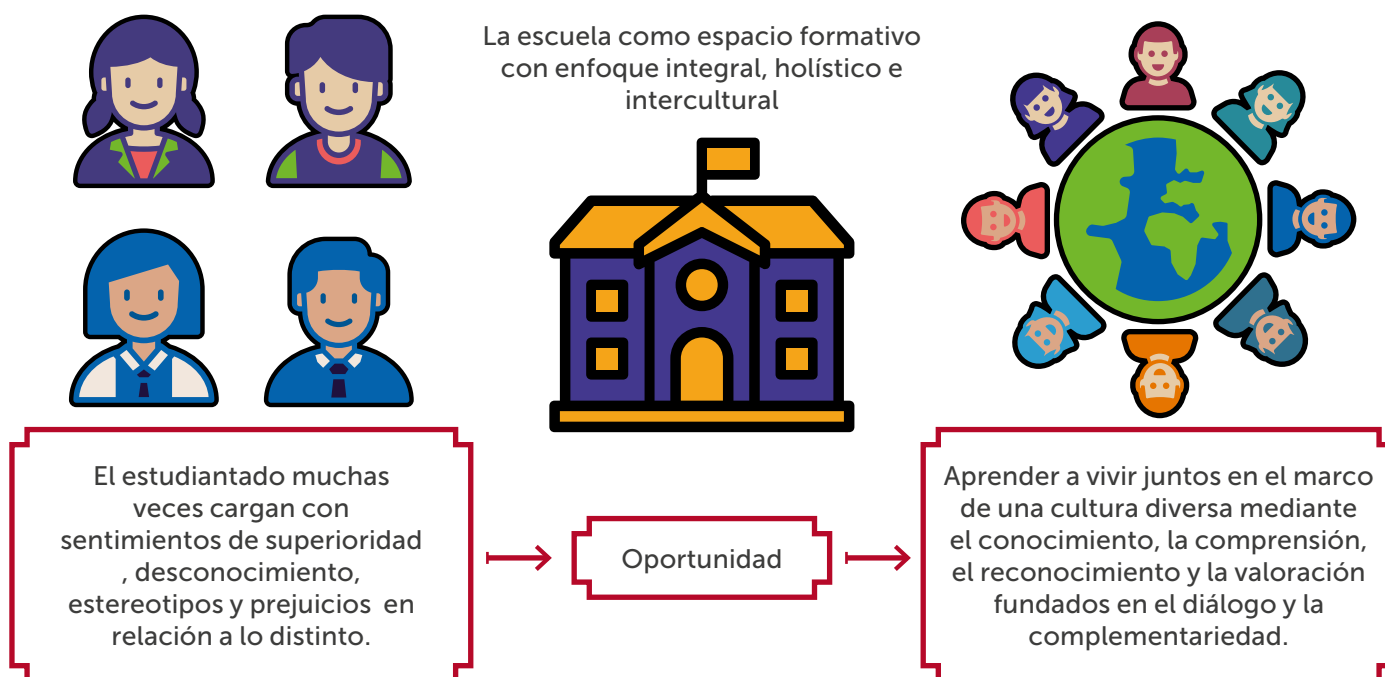 La escuela como espacio formativo
con enfoque integral, holístico e
intercultural
El estudiantado muchas
veces cargan con
sentimientos de superioridad
, desconocimiento,
estereotipos y prejuicios en
relación a lo distinto.
Oportunidad
Aprender a vivir juntos en el marco
de una cultura diversa mediante
el conocimiento, la comprensión,
el reconocimiento y la valoración
fundados en el diálogo y la
complementariedad.